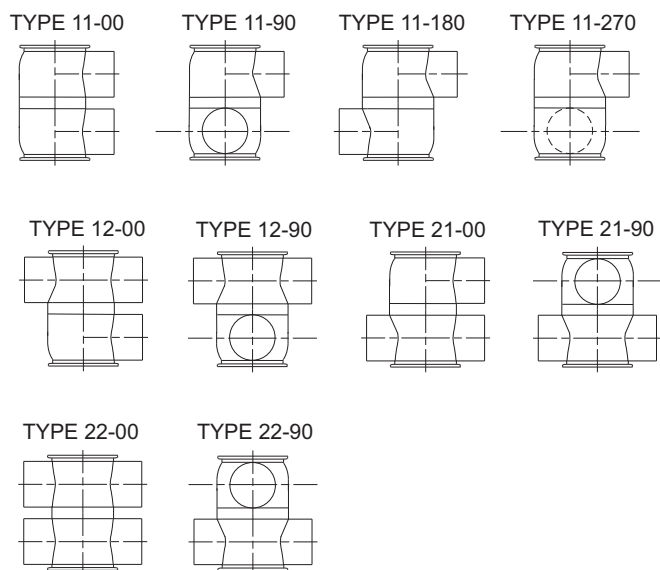 TYPE 11-00
TYPE 11-90
TYPE 11-180
TYPE 11-270
TYPE 12-00
TYPE 12-90
TYPE 21-00
TYPE 21-90
TYPE 22-00
TYPE 22-90